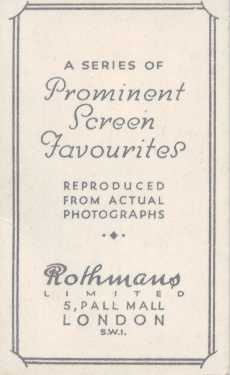 A SERIES OF
Prominent
Screen
Favourites
REPRODUCED
FROM ACTUAL
PHOTOGRAPHS
Rothmans
LIMITED
5, PALL MALL
LONDON
S.W.1.